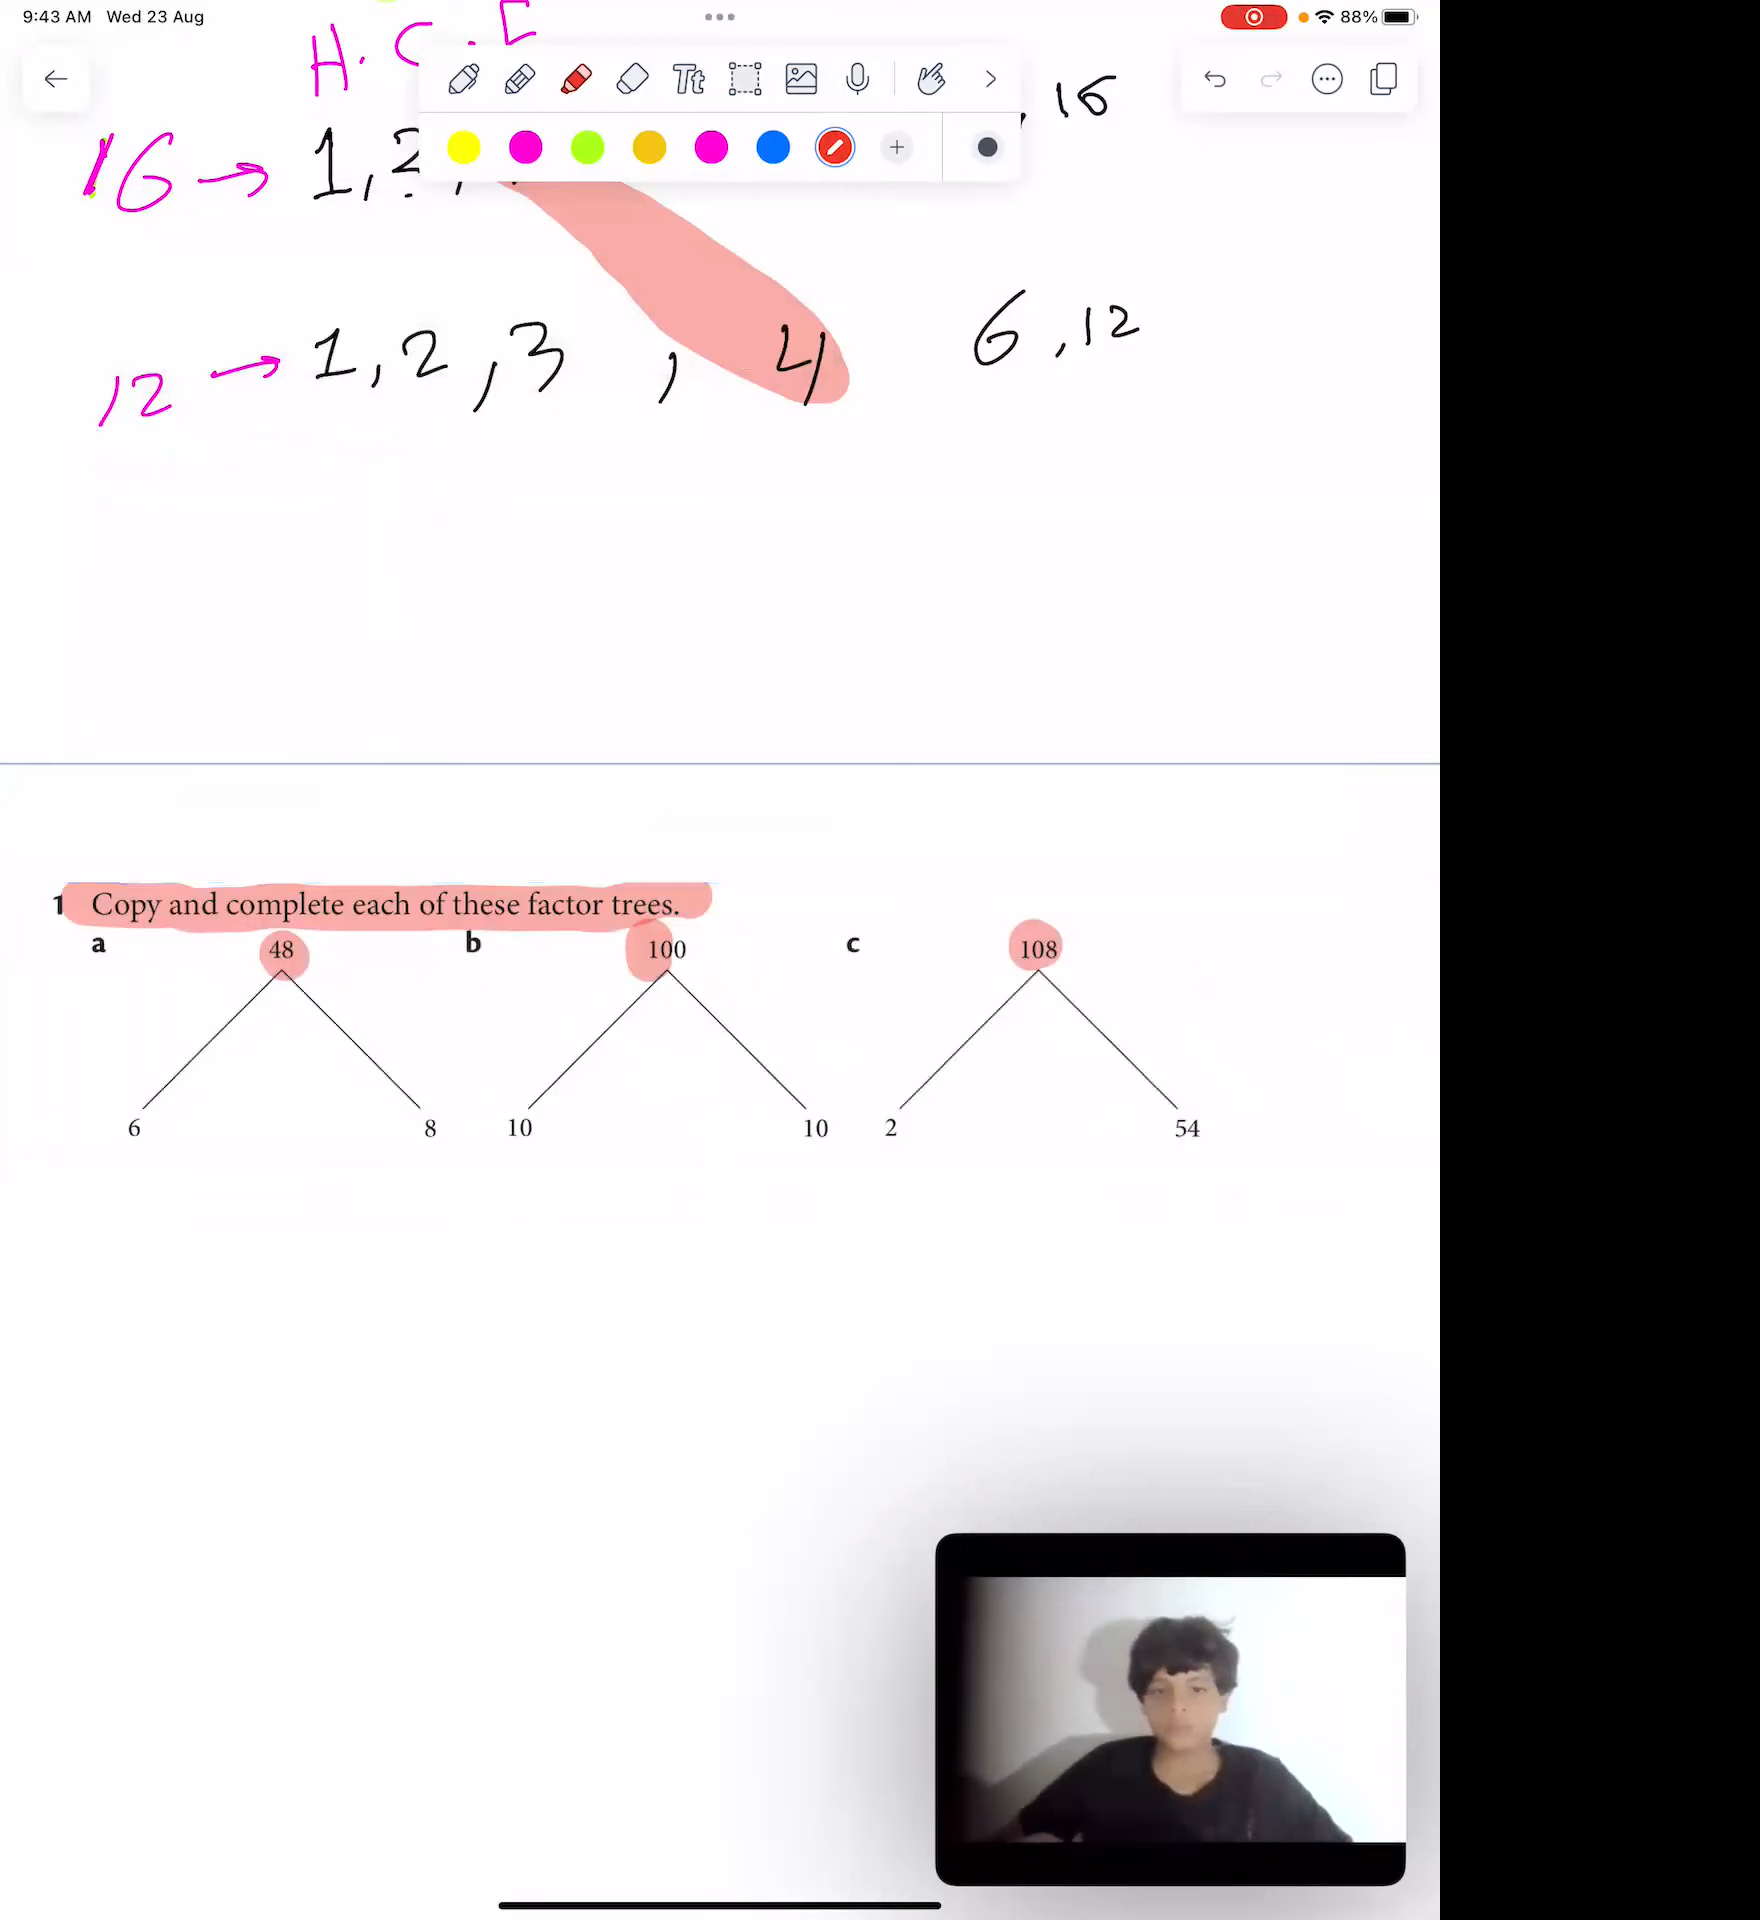 9:43 AM Wed 23 Aug
88%
H.C.F
Tt
, 16
16 → 1, 2,
12 → 1, 2, 3 , 4 6, 12
1 Copy and complete each of these factor trees.
a 48 b 100 c 108
6 8 10 10 2 54